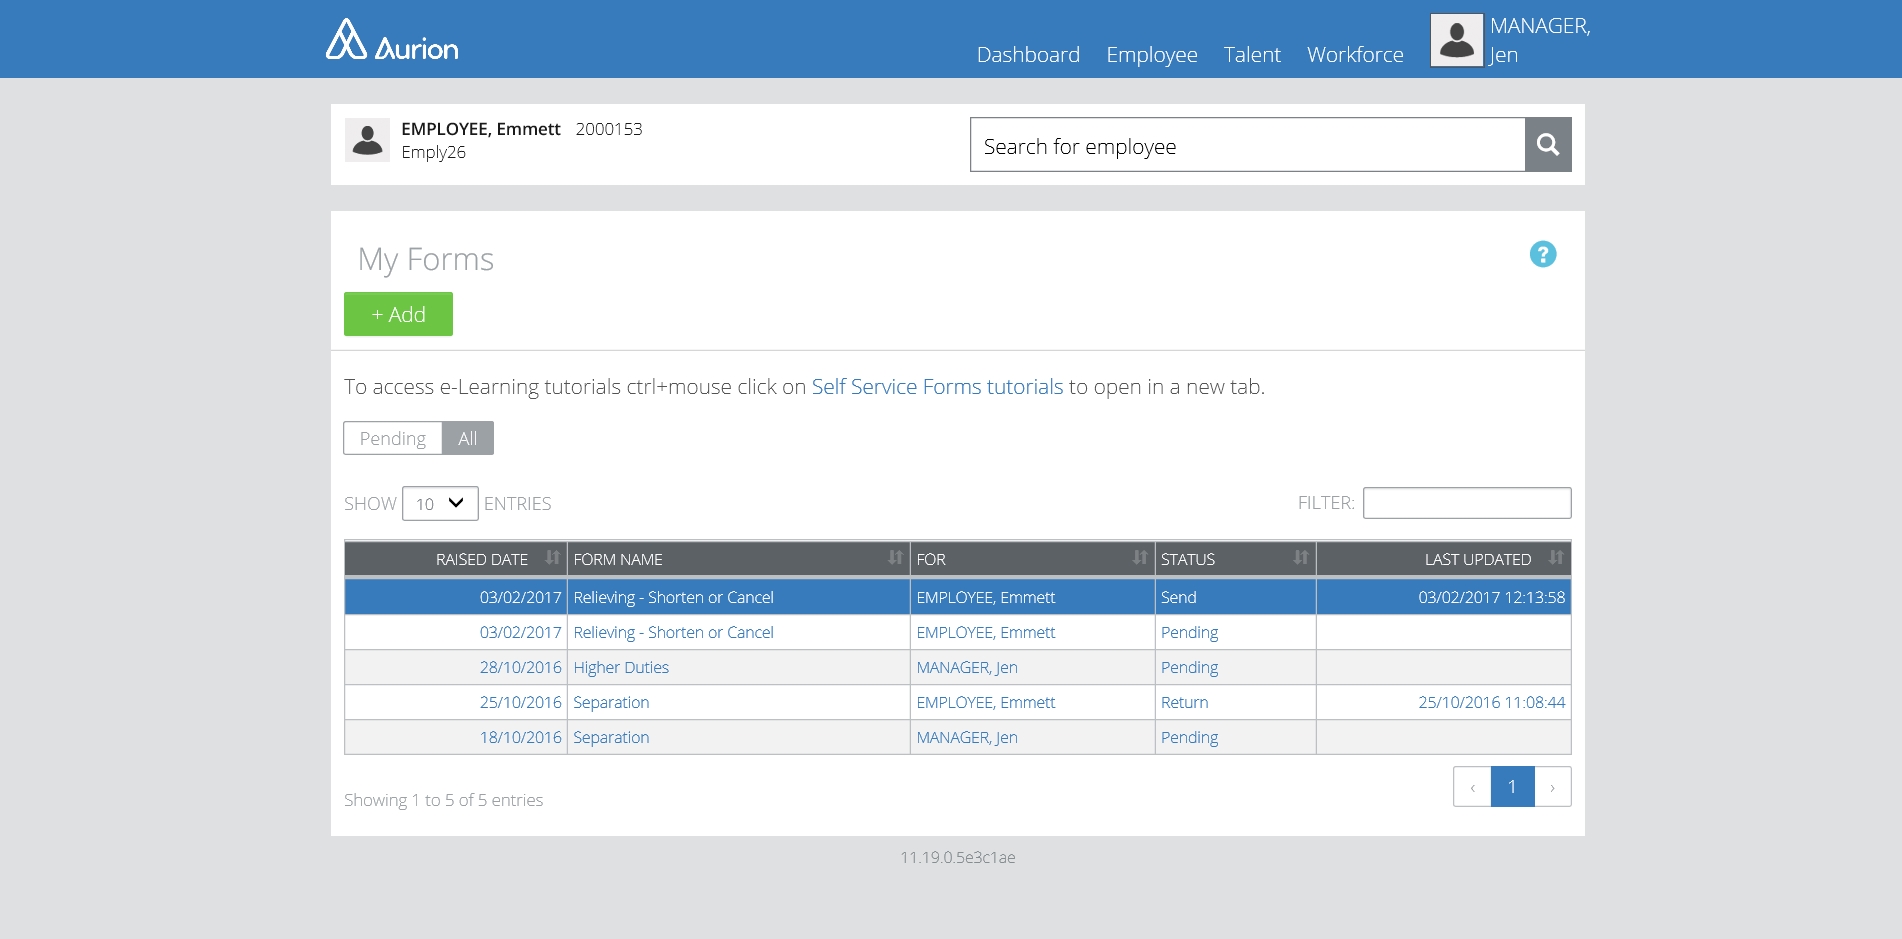 Aurion
Dashboard Employee Talent Workforce
MANAGER,
Jen
EMPLOYEE, Emmett 2000153
Emply26
Search for employee
My Forms
?
+ Add
To access e-Learning tutorials ctrl+mouse click on Self Service Forms tutorials to open in a new tab.
Pending All
SHOW 10 ENTRIES
FILTER:
RAISED DATE FORM NAME FOR STATUS LAST UPDATED
03/02/2017 Relieving - Shorten or Cancel EMPLOYEE, Emmett Send 03/02/2017 12:13:58
03/02/2017 Relieving - Shorten or Cancel EMPLOYEE, Emmett Pending
28/10/2016 Higher Duties MANAGER, Jen Pending
25/10/2016 Separation EMPLOYEE, Emmett Return 25/10/2016 11:08:44
18/10/2016 Separation MANAGER, Jen Pending
‹ 1 ›
Showing 1 to 5 of 5 entries
11.19.0.5e3c1ae